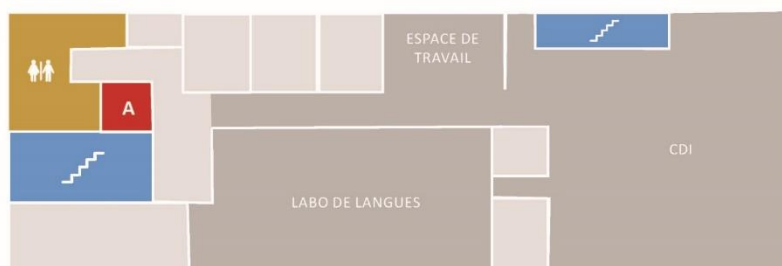 ESPACE DE
TRAVAIL
A
CDI
LABO DE LANGUES